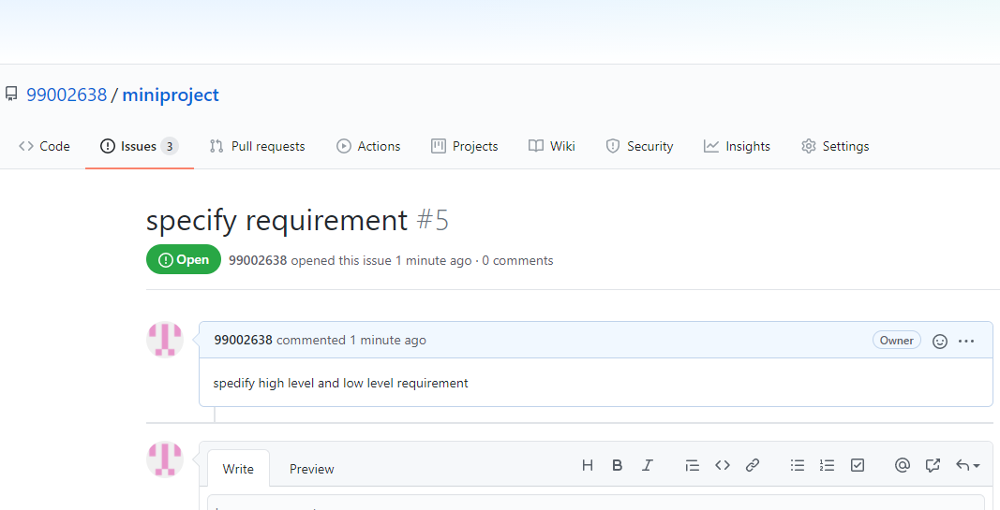 99002638 / miniproject
Code Issues 3 Pull requests Actions Projects Wiki Security Insights Settings
specify requirement #5
Open 99002638 opened this issue 1 minute ago · 0 comments
99002638 commented 1 minute ago Owner
spedify high level and low level requirement
Write Preview H B I